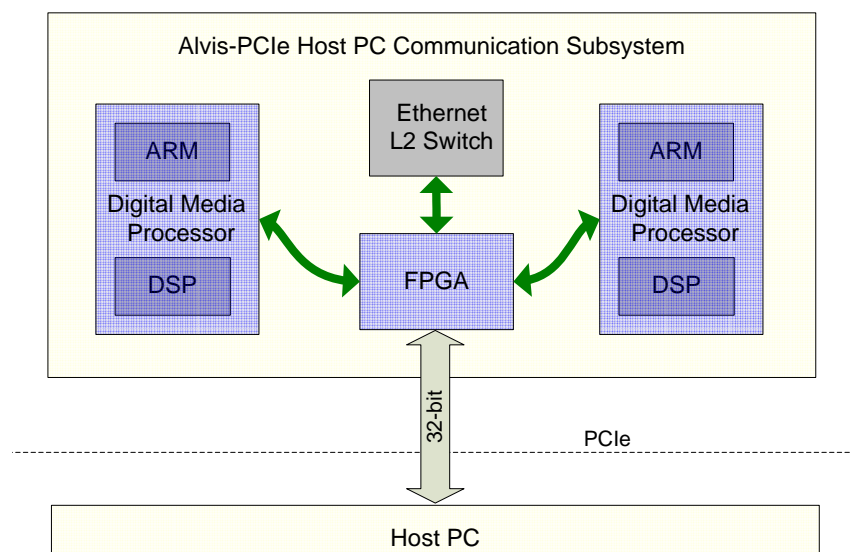 Alvis-PCIe Host PC Communication Subsystem
Ethernet
L2 Switch
ARM
Digital Media
Processor
DSP
FPGA
ARM
Digital Media
Processor
DSP
32-bit
PCIe
Host PC